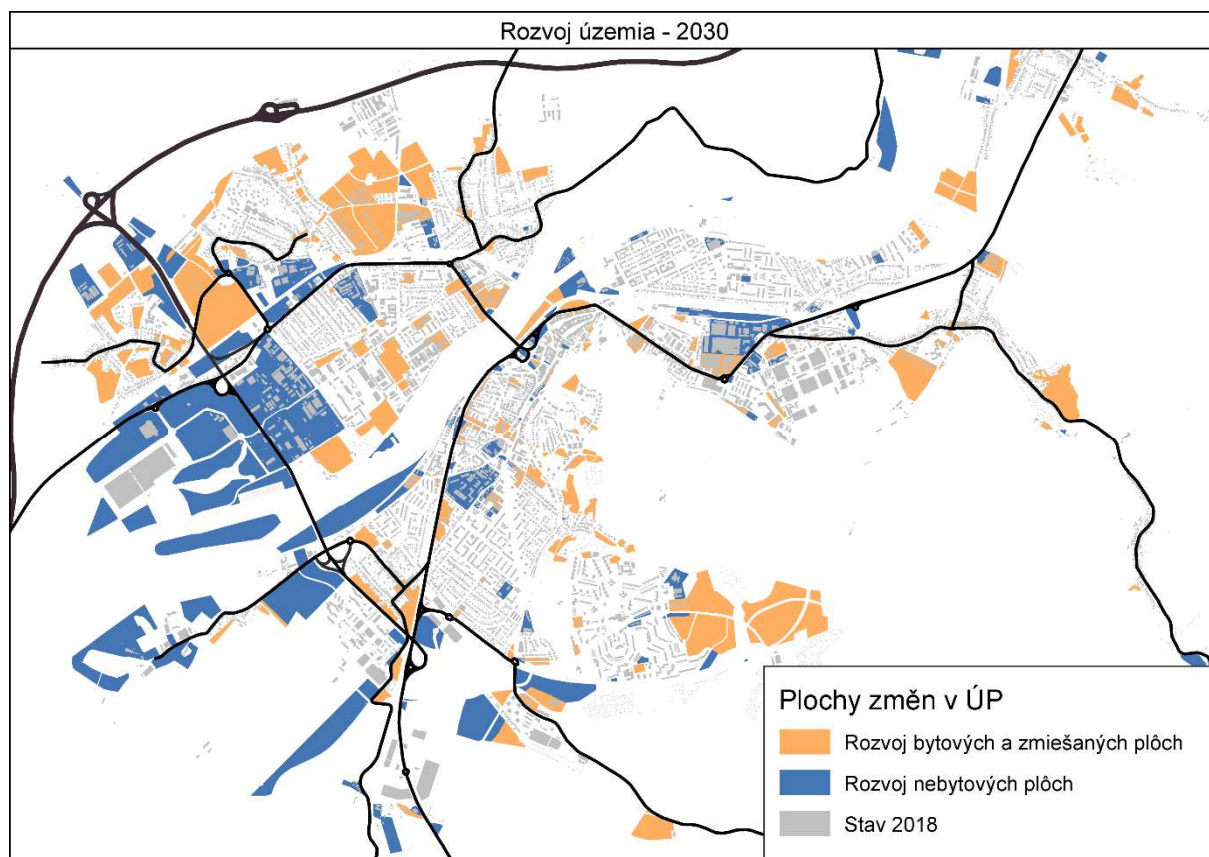 Rozvoj územia - 2030
Plochy změn v ÚP
Rozvoj bytových a zmiešaných plôch
Rozvoj nebytových plôch
Stav 2018